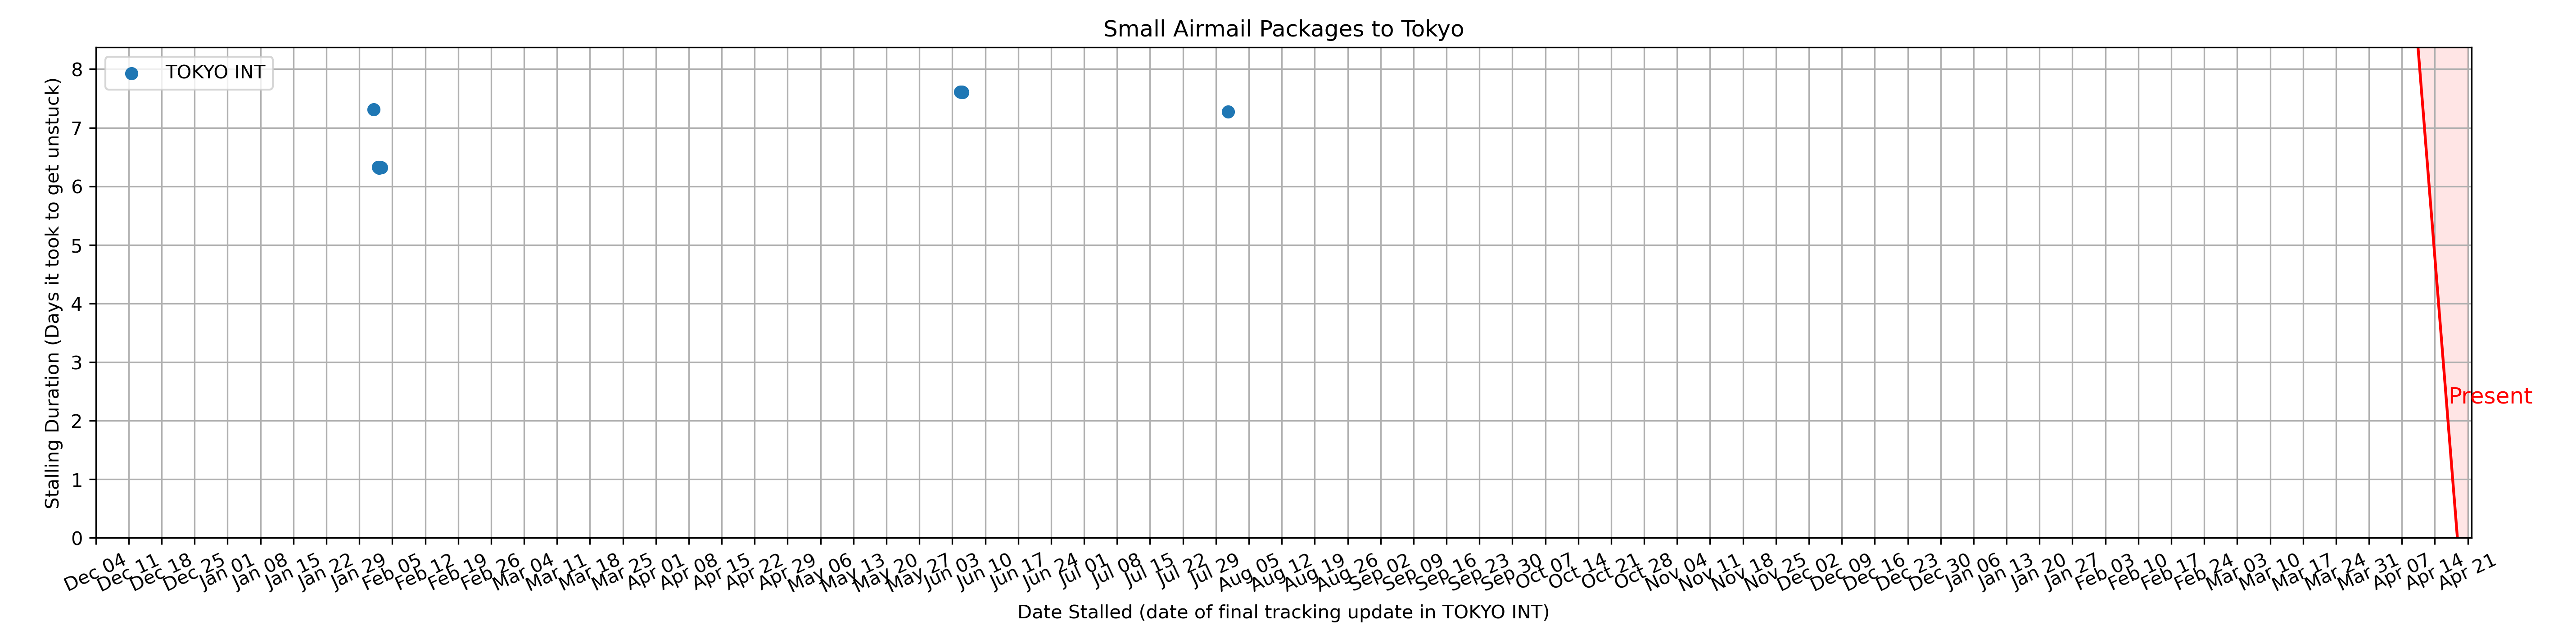 Small Airmail Packages to Tokyo
TOKYO INT
Stalling Duration (Days it took to get unstuck)
8
7
6
5
4
3
2
1
0
Present
Dec 04 Dec 11 Dec 18 Dec 25 Jan 01 Jan 08 Jan 15 Jan 22 Jan 29 Feb 05 Feb 12 Feb 19 Feb 26 Mar 04 Mar 11 Mar 18 Mar 25 Apr 01 Apr 08 Apr 15 Apr 22 Apr 29 May 06 May 13 May 20 May 27 Jun 03 Jun 10 Jun 17 Jun 24 Jul 01 Jul 08 Jul 15 Jul 22 Jul 29 Aug 05 Aug 12 Aug 19 Aug 26 Sep 02 Sep 09 Sep 16 Sep 23 Sep 30 Oct 07 Oct 14 Oct 21 Oct 28 Nov 04 Nov 11 Nov 18 Nov 25 Dec 02 Dec 09 Dec 16 Dec 23 Dec 30 Jan 06 Jan 13 Jan 20 Jan 27 Feb 03 Feb 10 Feb 17 Feb 24 Mar 03 Mar 10 Mar 17 Mar 24 Mar 31 Apr 07 Apr 14 Apr 21
Date Stalled (date of final tracking update in TOKYO INT)